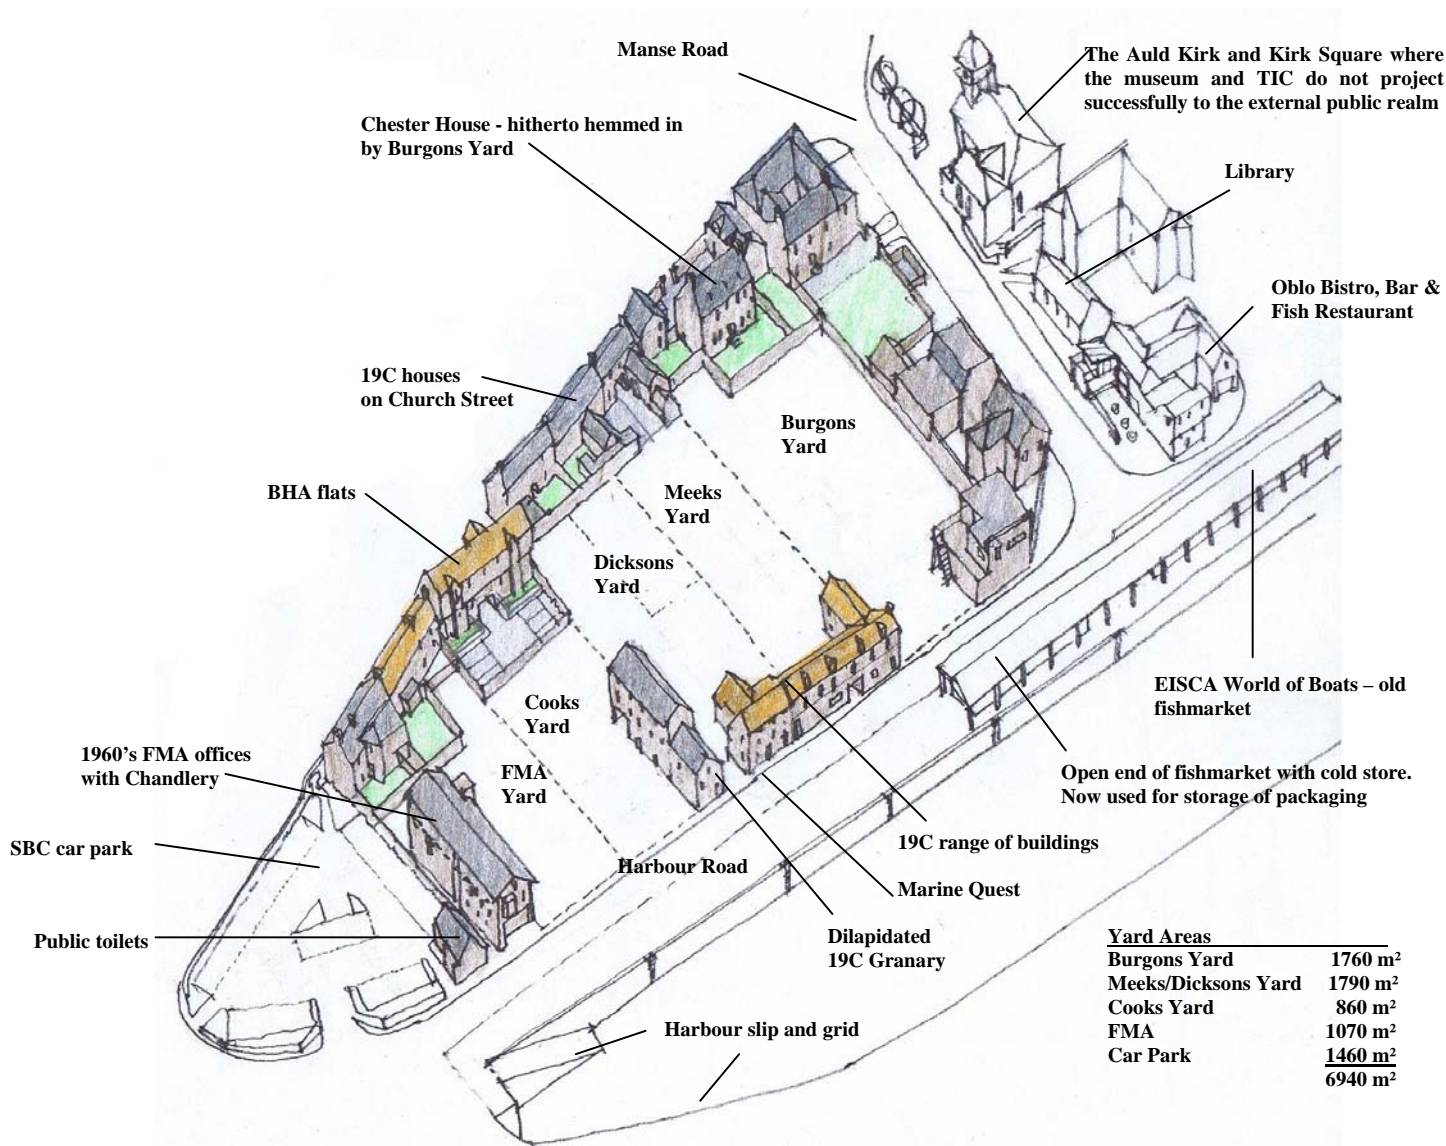 Manse Road
The Auld Kirk and Kirk Square where
the museum and TIC do not project
successfully to the external public realm
Chester House - hitherto hemmed in
by Burgons Yard
Library
Oblo Bistro, Bar &
Fish Restaurant
19C houses
on Church Street
Burgons
Yard
BHA flats
Meeks
Yard
Dicksons
Yard
EISCA World of Boats – old
fishmarket
Cooks
Yard
1960's FMA offices
with Chandlery
FMA
Yard
Open end of fishmarket with cold store.
Now used for storage of packaging
SBC car park
19C range of buildings
Harbour Road
Marine Quest
Public toilets
Dilapidated
19C Granary
Harbour slip and grid
Yard Areas
Burgons Yard 1760 m²
Meeks/Dicksons Yard 1790 m²
Cooks Yard 860 m²
FMA 1070 m²
Car Park 1460 m²
6940 m²